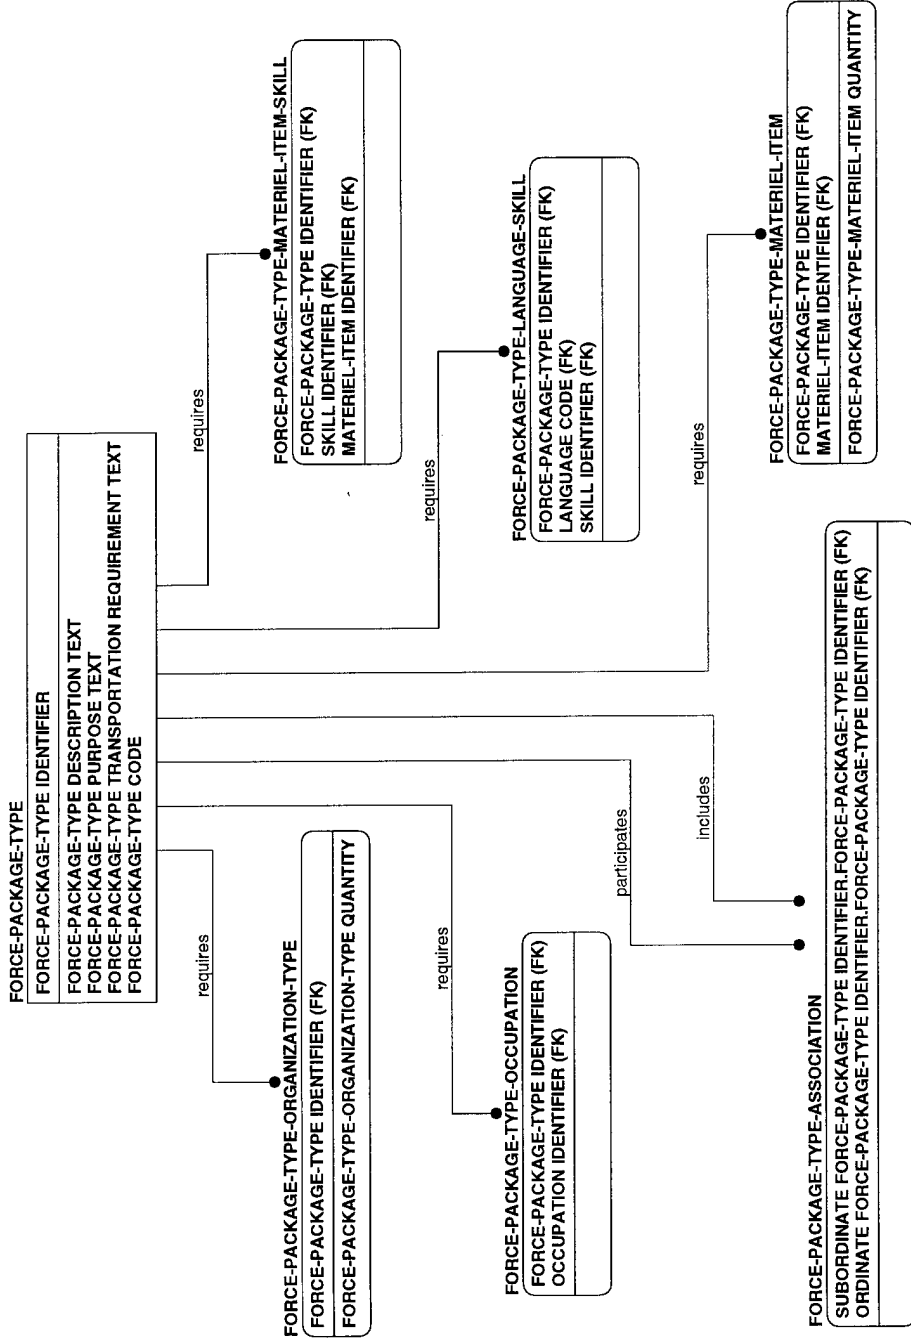 FORCE-PACKAGE-TYPE
FORCE-PACKAGE-TYPE IDENTIFIER
FORCE-PACKAGE-TYPE DESCRIPTION TEXT
FORCE-PACKAGE-TYPE PURPOSE TEXT
FORCE-PACKAGE-TYPE TRANSPORTATION REQUIREMENT TEXT
FORCE-PACKAGE-TYPE CODE
requires
requires
FORCE-PACKAGE-TYPE-ORGANIZATION-TYPE
FORCE-PACKAGE-TYPE IDENTIFIER (FK)
FORCE-PACKAGE-TYPE-ORGANIZATION-TYPE QUANTITY
FORCE-PACKAGE-TYPE-MATERIEL-ITEM-SKILL
FORCE-PACKAGE-TYPE IDENTIFIER (FK)
SKILL IDENTIFIER (FK)
MATERIEL-ITEM IDENTIFIER (FK)
requires
requires
FORCE-PACKAGE-TYPE-OCCUPATION
FORCE-PACKAGE-TYPE IDENTIFIER (FK)
OCCUPATION IDENTIFIER (FK)
FORCE-PACKAGE-TYPE-LANGUAGE-SKILL
FORCE-PACKAGE-TYPE IDENTIFIER (FK)
LANGUAGE CODE (FK)
SKILL IDENTIFIER (FK)
participates
includes
requires
FORCE-PACKAGE-TYPE-ASSOCIATION
SUBORDINATE FORCE-PACKAGE-TYPE IDENTIFIER.FORCE-PACKAGE-TYPE IDENTIFIER (FK)
ORDINATE FORCE-PACKAGE-TYPE IDENTIFIER.FORCE-PACKAGE-TYPE IDENTIFIER (FK)
FORCE-PACKAGE-TYPE-MATERIEL-ITEM
FORCE-PACKAGE-TYPE IDENTIFIER (FK)
MATERIEL-ITEM IDENTIFIER (FK)
FORCE-PACKAGE-TYPE-MATERIEL QUANTITY